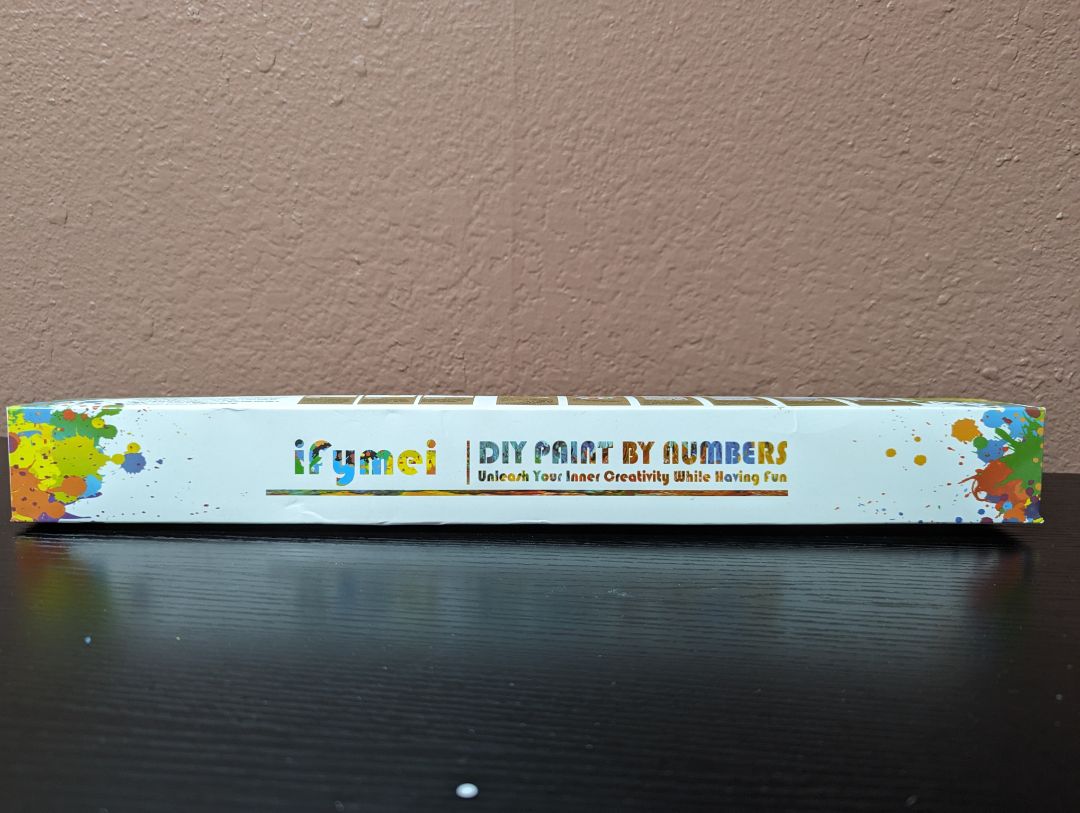 ifymei
DIY PAINT BY NUMBERS
Unleash Your Inner Creativity While Having Fun